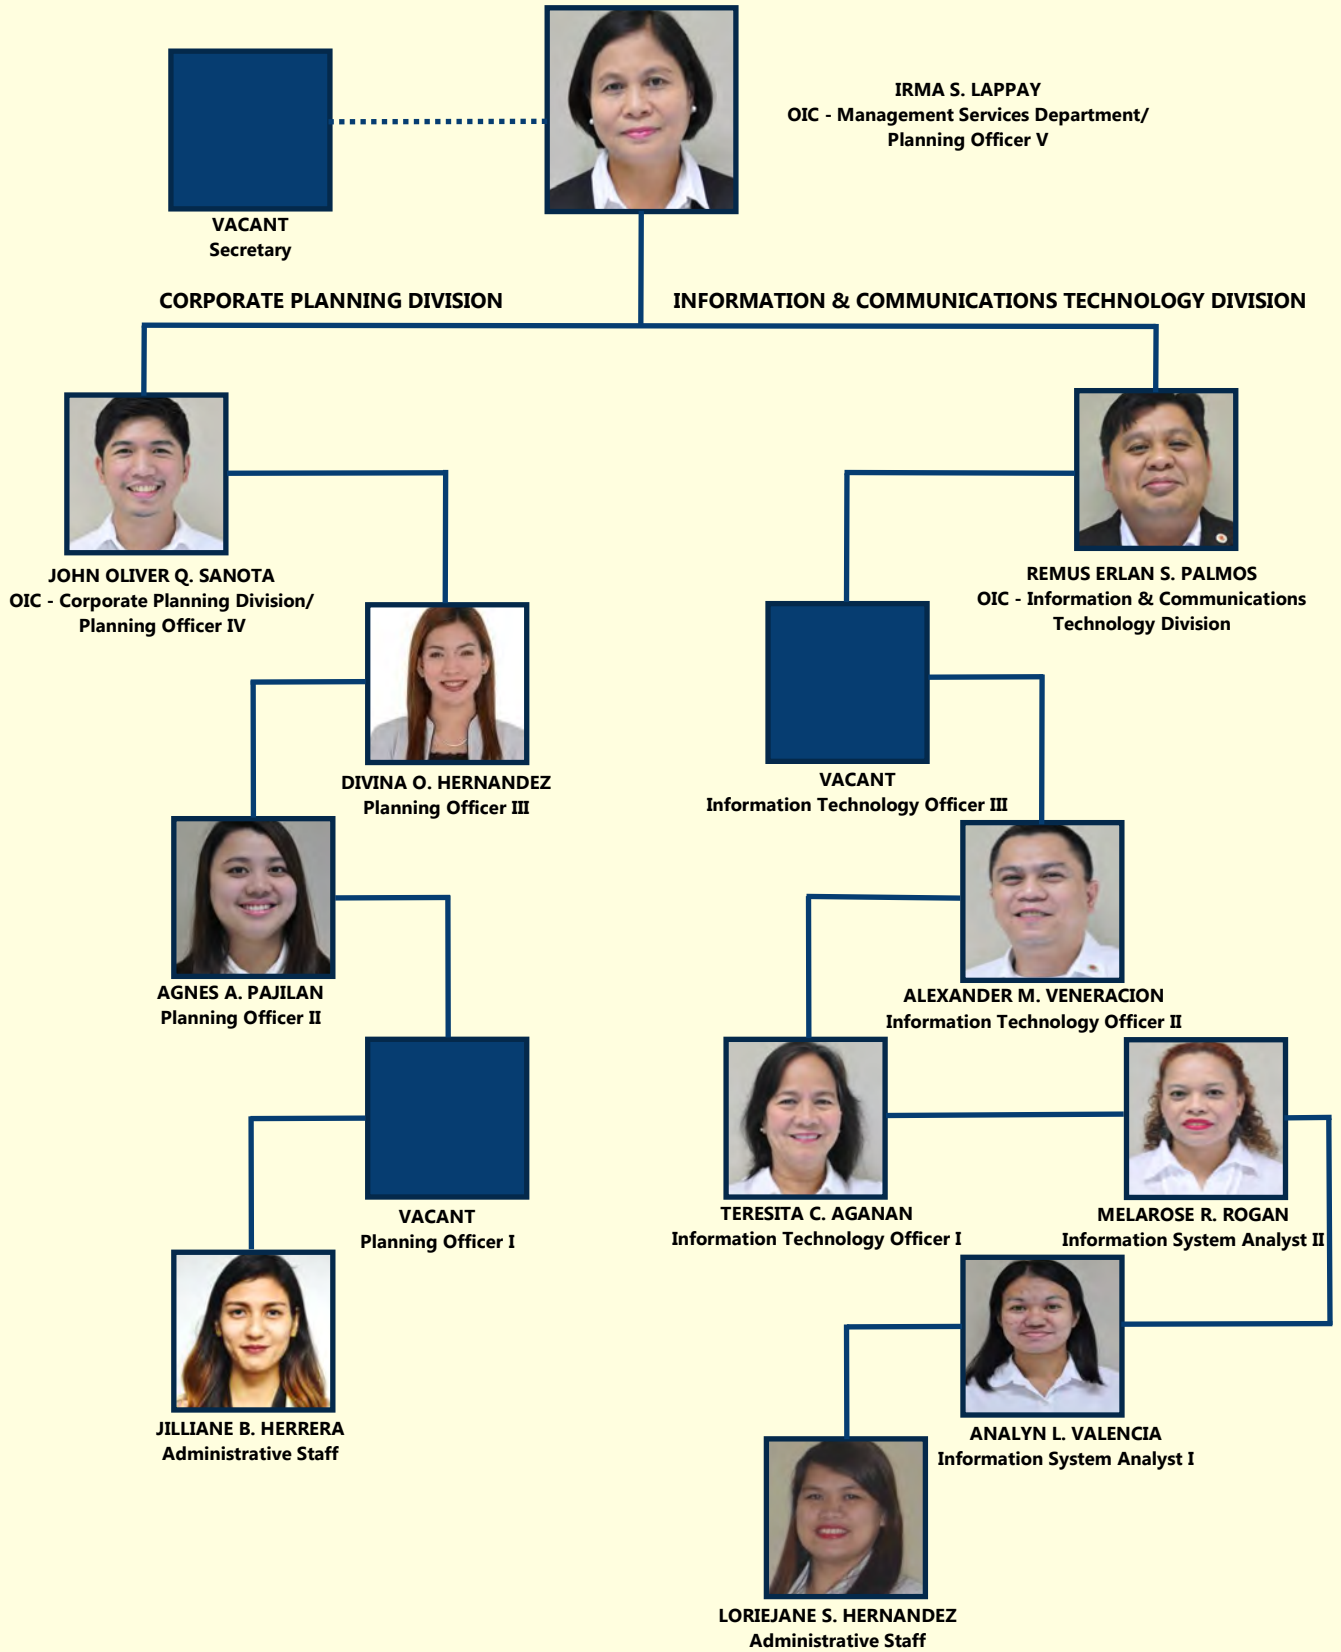 IRMA S. LAPPAY
OIC - Management Services Department/
Planning Officer V
VACANT
Secretary
CORPORATE PLANNING DIVISION
INFORMATION & COMMUNICATIONS TECHNOLOGY DIVISION
JOHN OLIVER Q. SANOTA
OIC - Corporate Planning Division/
Planning Officer IV
REMUS ERLAN S. PALMOS
OIC - Information & Communications
Technology Division
DIVINA O. HERNANDEZ
Planning Officer III
VACANT
Information Technology Officer III
AGNES A. PAJILAN
Planning Officer II
ALEXANDER M. VENERACION
Information Technology Officer II
VACANT
Planning Officer I
TERESITA C. AGANAN
Information Technology Officer I
MELAROSE R. ROGAN
Information System Analyst II
JILLIANE B. HERRERA
Administrative Staff
ANALYN L. VALENCIA
Information System Analyst I
LORIEJANE S. HERNANDEZ
Administrative Staff